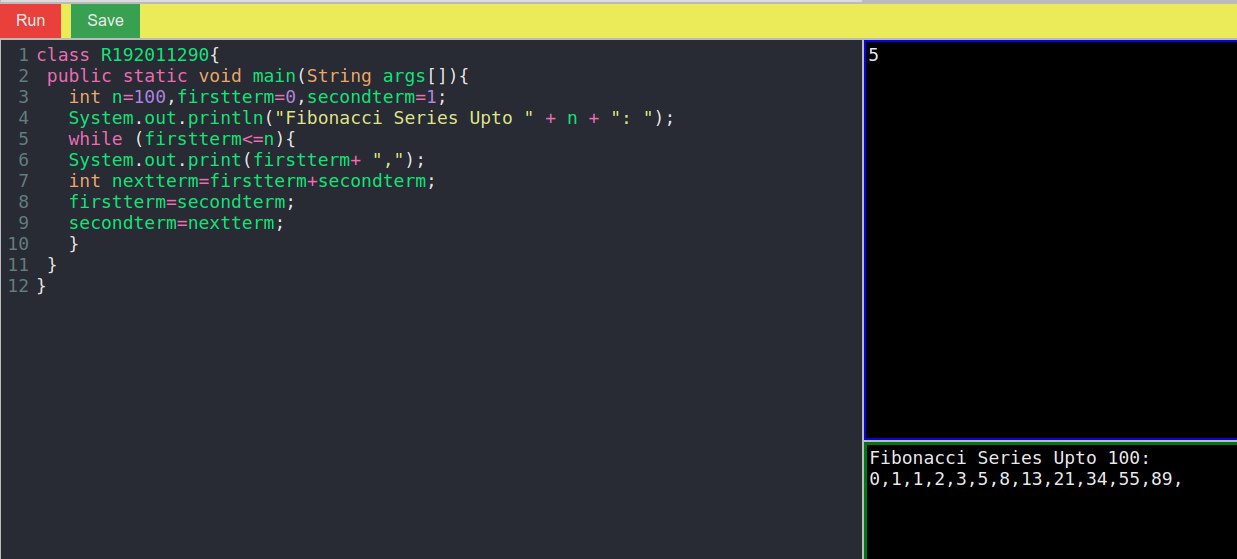 Run Save
1 class R192011290{
2  public static void main(String args[]){
3    int n=100,firstterm=0,secondterm=1;
4    System.out.println("Fibonacci Series Upto " + n + ": ");
5    while (firstterm<=n){
6    System.out.print(firstterm+ ",");
7    int nextterm=firstterm+secondterm;
8    firstterm=secondterm;
9    secondterm=nextterm;
10    }
11  }
12 }
5
Fibonacci Series Upto 100:
0,1,1,2,3,5,8,13,21,34,55,89,